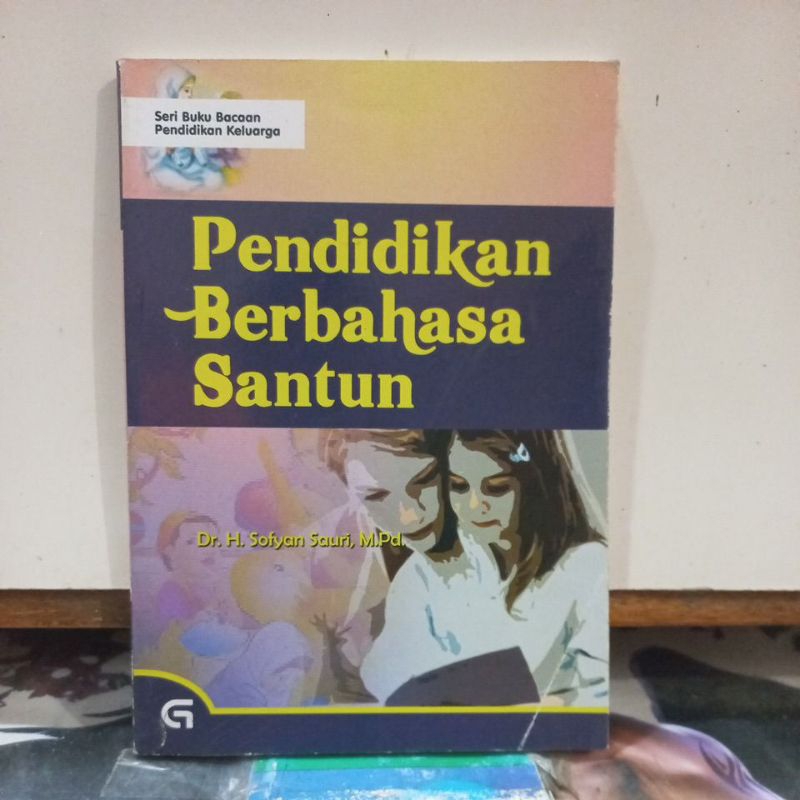 Seri Buku Bacaan
Pendidikan Keluarga
Pendidikan
Berbahasa
Santun
Dr. H. Sofyan Sauri, M.Pd.
G